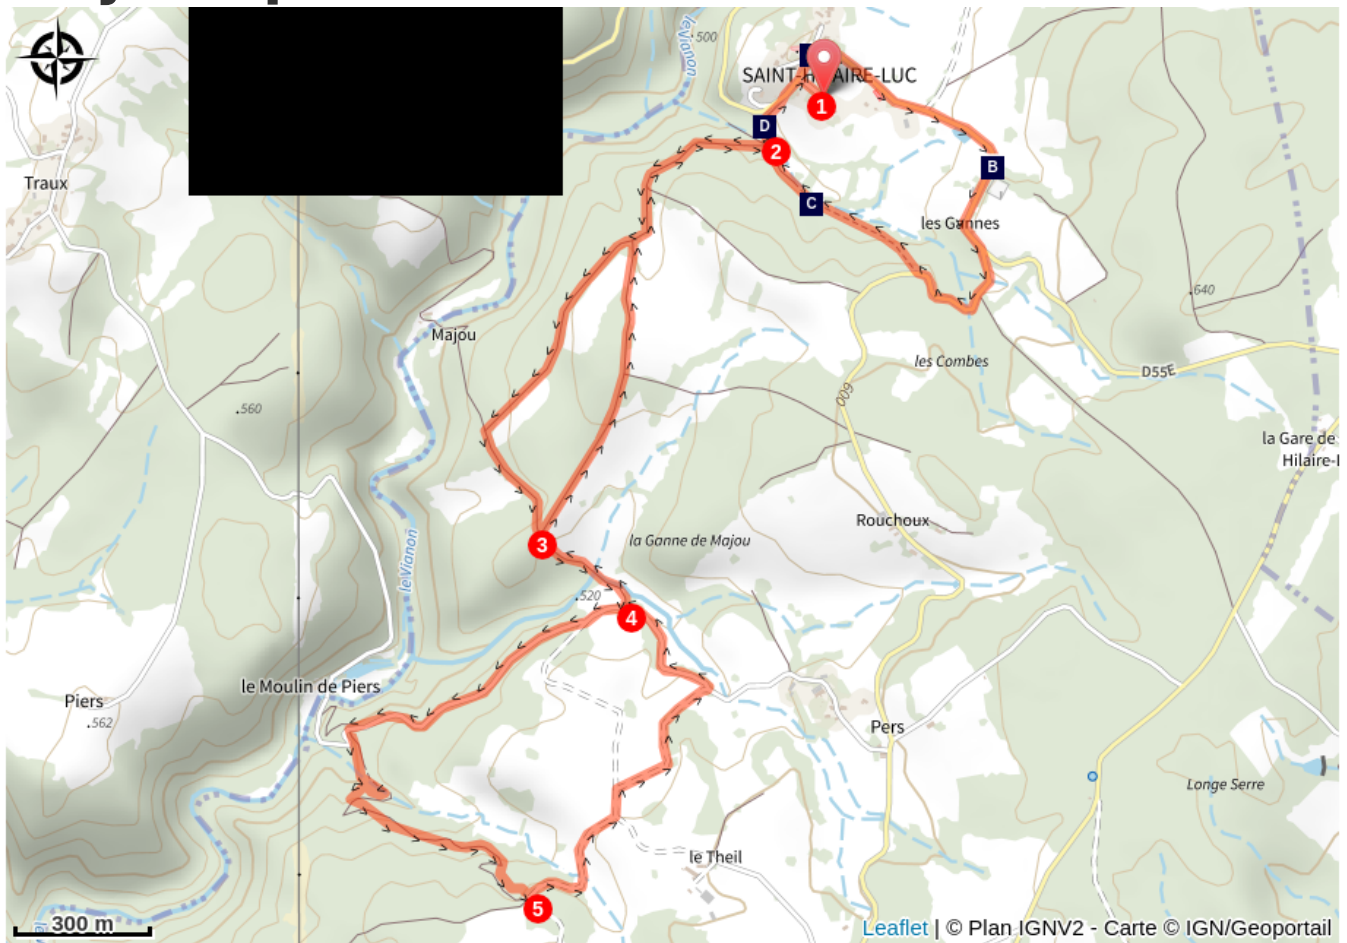 le Vianon
.500
SAINT-HILAIRE-LUC
1
D
2
B
Traux
C
les Gannes
.640
Majou
les Combes
D55E
600
.560
la Gare de
Hilaire-
Rouchoux
3
la Ganne de Majou
le Vianon
.520
4
le Moulin de Piers
Piers
.562
Pers
Longe Serre
le Theil
5
300 m
Leaflet | © Plan IGNV2 - Carte © IGN/Geoportail